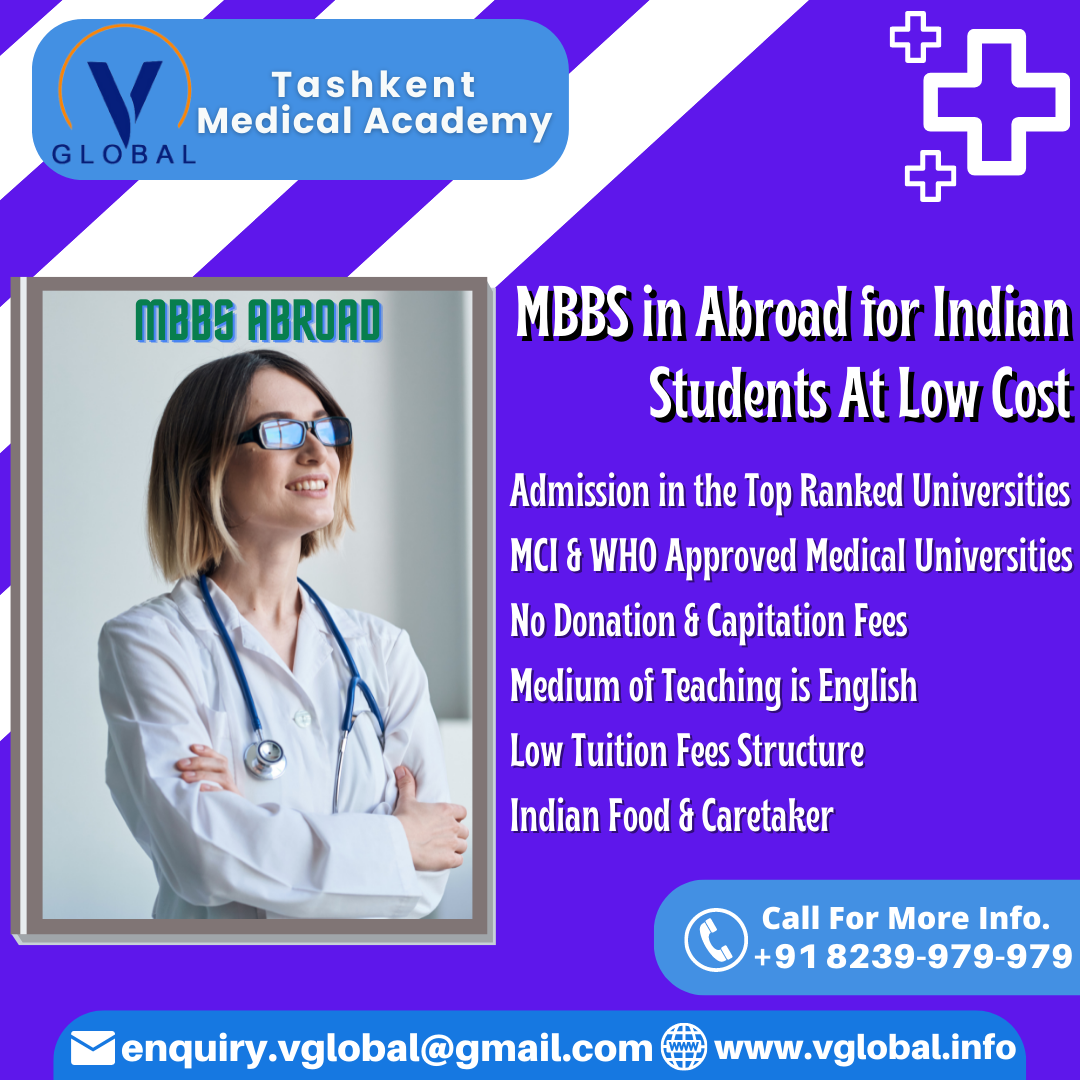 V
GLOBAL
Tashkent
Medical Academy
MBBS ABROAD
MBBS in Abroad for Indian
Students At Low Cost
Admission in the Top Ranked Universities
MCI & WHO Approved Medical Universities
No Donation & Capitation Fees
Medium of Teaching is English
Low Tuition Fees Structure
Indian Food & Caretaker
Call For More Info.
+91 8239-979-979
enquiry.vglobal@gmail.com
www
www.vglobal.info